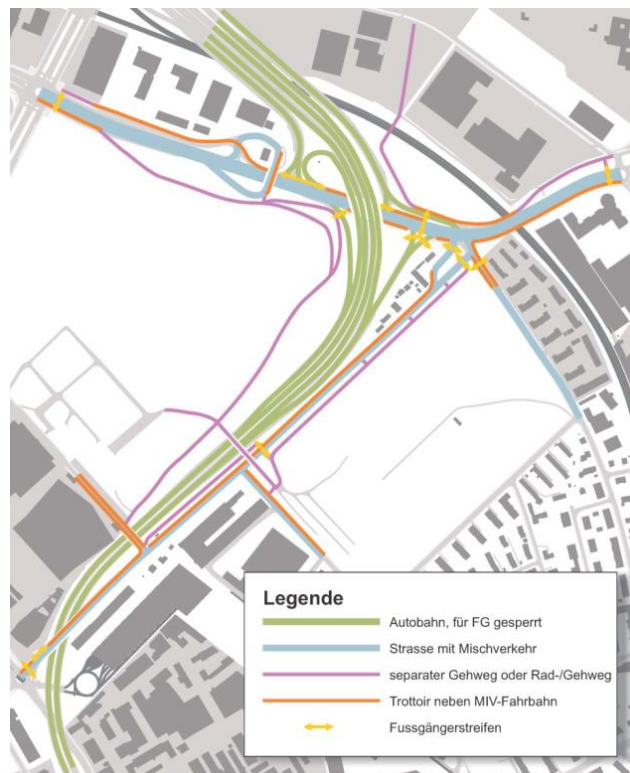 Legende
Autobahn, für FG gesperrt
Strasse mit Mischverkehr
separater Gehweg oder Rad-/Gehweg
Trottoir neben MIV-Fahrbahn
Fussgängerstreifen